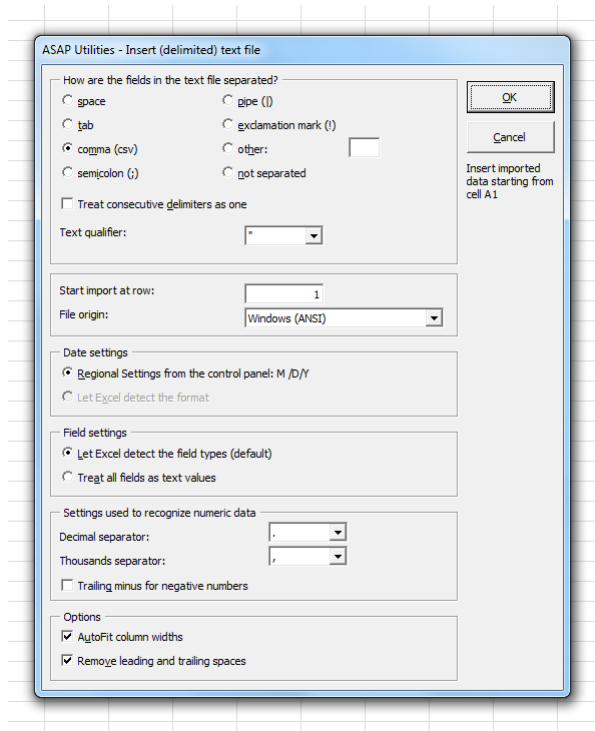 ASAP Utilities - Insert (delimited) text file
How are the fields in the text file separated?
space
pipe (|)
tab
exclamation mark (!)
comma (csv)
other:
semicolon (;)
not separated
Treat consecutive delimiters as one
Text qualifier:
"
OK
Cancel
Insert imported
data starting from
cell A1
Start import at row:
1
File origin:
Windows (ANSI)
Date settings
Regional Settings from the control panel: M /D/Y
Let Excel detect the format
Field settings
Let Excel detect the field types (default)
Treat all fields as text values
Settings used to recognize numeric data
Decimal separator:
.
Thousands separator:
,
Trailing minus for negative numbers
Options
AutoFit column widths
Remove leading and trailing spaces